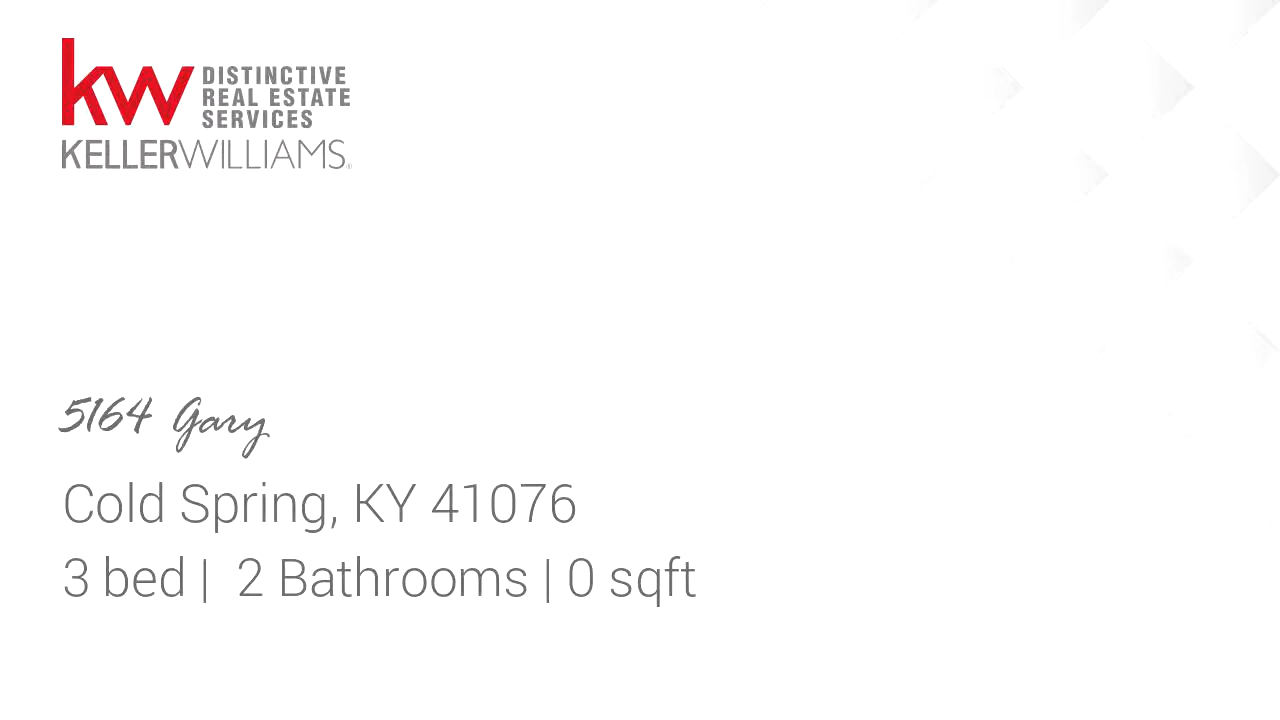 kw DISTINCTIVE
REAL ESTATE
SERVICES
KELLERWILLIAMS.
5164 Gary
Cold Spring, KY 41076
3 bed | 2 Bathrooms | 0 sqft